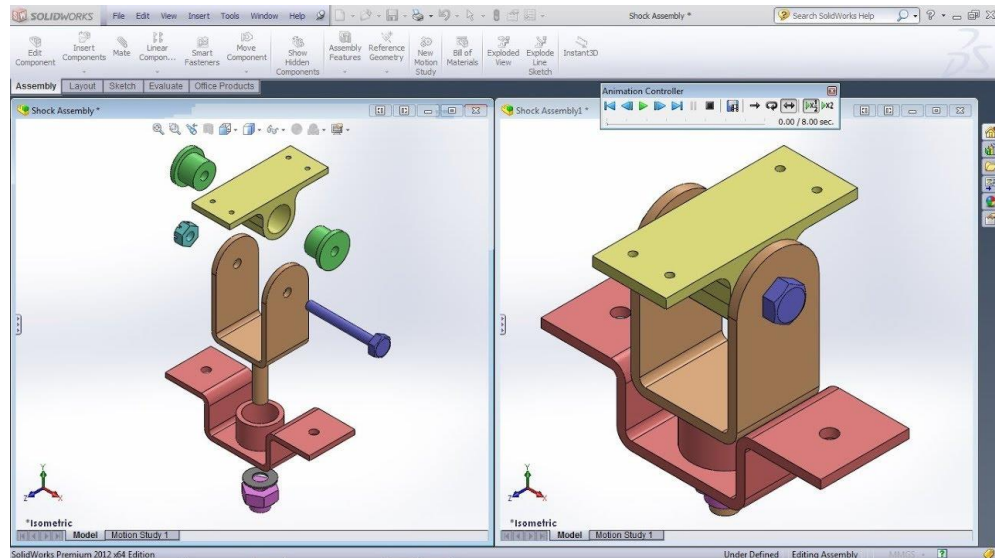 SOLIDWORKS File Edit View Insert Tools Window Help Shock Assembly * Search SolidWorks Help
Edit Component
Insert Components
Mate
Linear Compon...
Smart Fasteners
Move Component
Show Hidden Components
Assembly Features
Reference Geometry
New Motion Study
Bill of Materials
Exploded View
Explode Line Sketch
Instant3D
Assembly Layout Sketch Evaluate Office Products
Animation Controller
x2
0.00 / 8.00 sec.
Shock Assembly *
Shock Assembly1 *
Y
Z X
*Isometric
Model Motion Study 1
Y
Z X
*Isometric
Model Motion Study 1
SolidWorks Premium 2012 x64 Edition Under Defined Editing Assembly MMGS